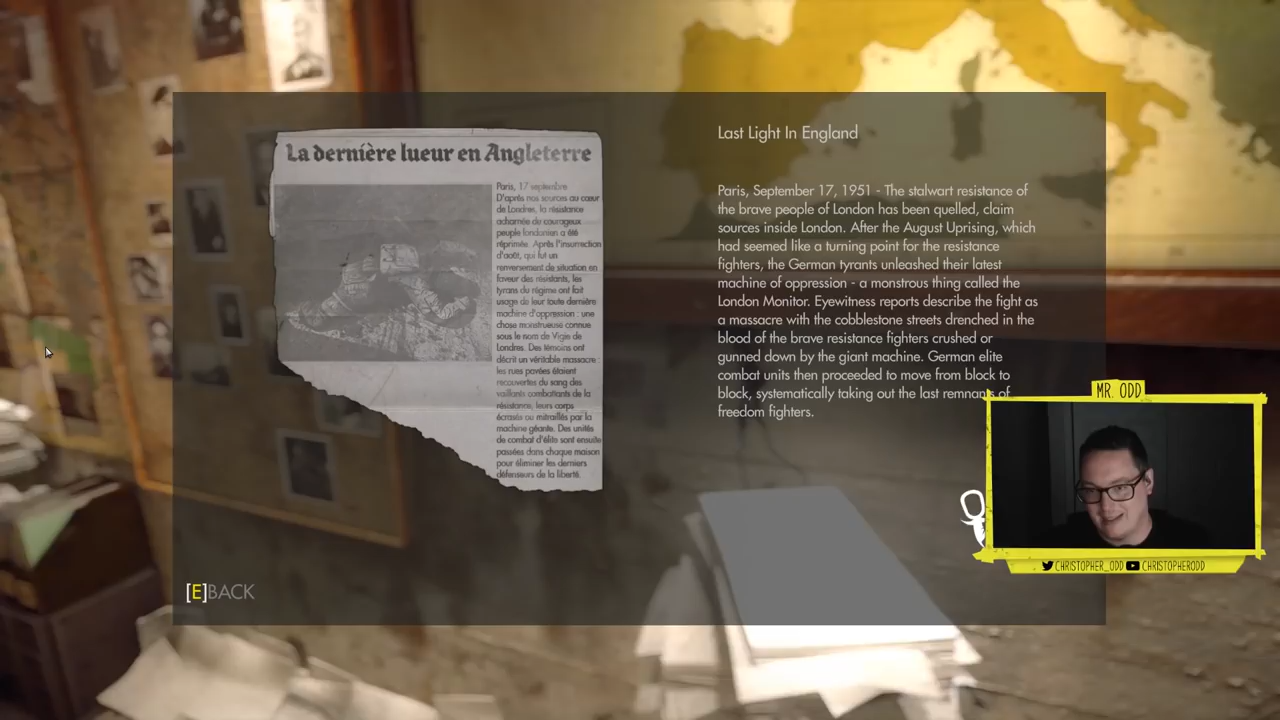 La dernière lueur en Angleterre
Paris, 17 septembre
D'après nos sources au cœur
de Londres, la résistance
acharnée de courageux
peuple londonien a été
réprimée. Après l'insurrection
d'août, qui fut un
renversement de situation en
faveur des résistants, les
tyrans du régime ont fait
usage de leur toute dernière
machine d'oppression : une
chose monstrueuse connue
sous le nom de Vigie de
Londres. Des témoins ont
décrit un véritable massacre :
les rues pavées étaient
recouvertes du sang des
vaillants combattants de la
résistance, leurs corps
écrasés ou mitraillés par la
machine géante. Des unités
de combat d'élite sont ensuite
passées dans chaque maison
pour éliminer les derniers
défenseurs de la liberté.
Last Light In England
Paris, September 17, 1951 - The stalwart resistance of
the brave people of London has been quelled, claim
sources inside London. After the August Uprising, which
had seemed like a turning point for the resistance
fighters, the German tyrants unleashed their latest
machine of oppression - a monstrous thing called the
London Monitor. Eyewitness reports describe the fight as
a massacre with the cobblestone streets drenched in the
blood of the brave resistance fighters crushed or
gunned down by the giant machine. German elite
combat units then proceeded to move from block to
block, systematically taking out the last remnants of
freedom fighters.
MR. ODD
CHRISTOPHER_ODD CHRISTOPHERODD
[E]BACK